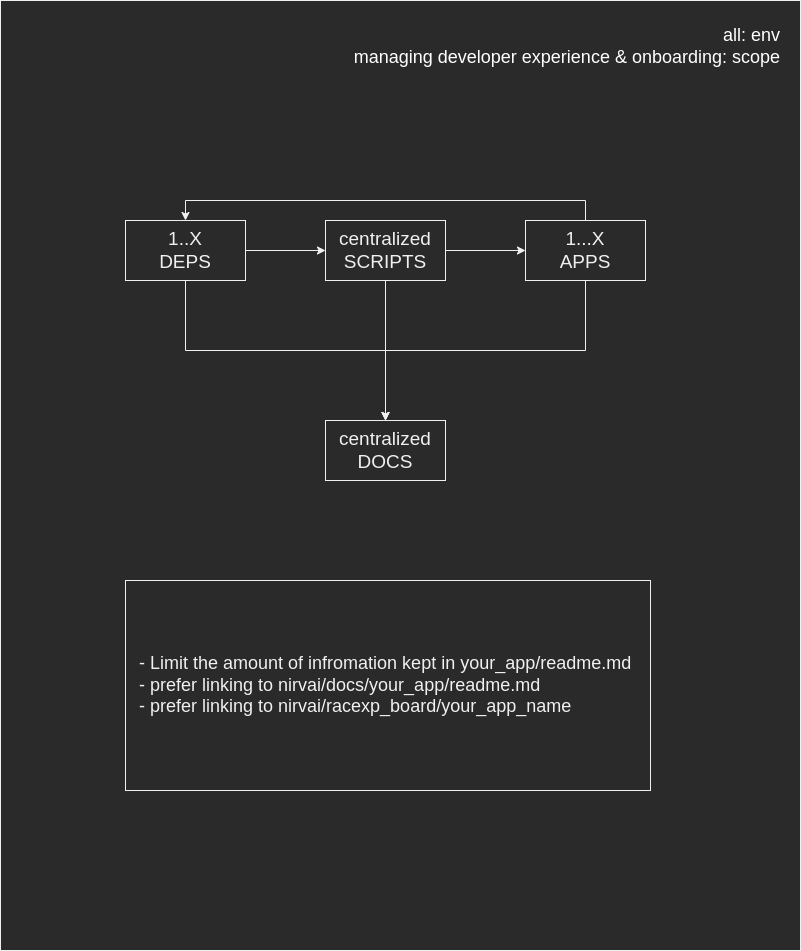 all: env
managing developer experience & onboarding: scope
1..X
DEPS
centralized
SCRIPTS
1...X
APPS
centralized
DOCS
- Limit the amount of infromation kept in your_app/readme.md
- prefer linking to nirvai/docs/your_app/readme.md
- prefer linking to nirvai/racexp_board/your_app_name